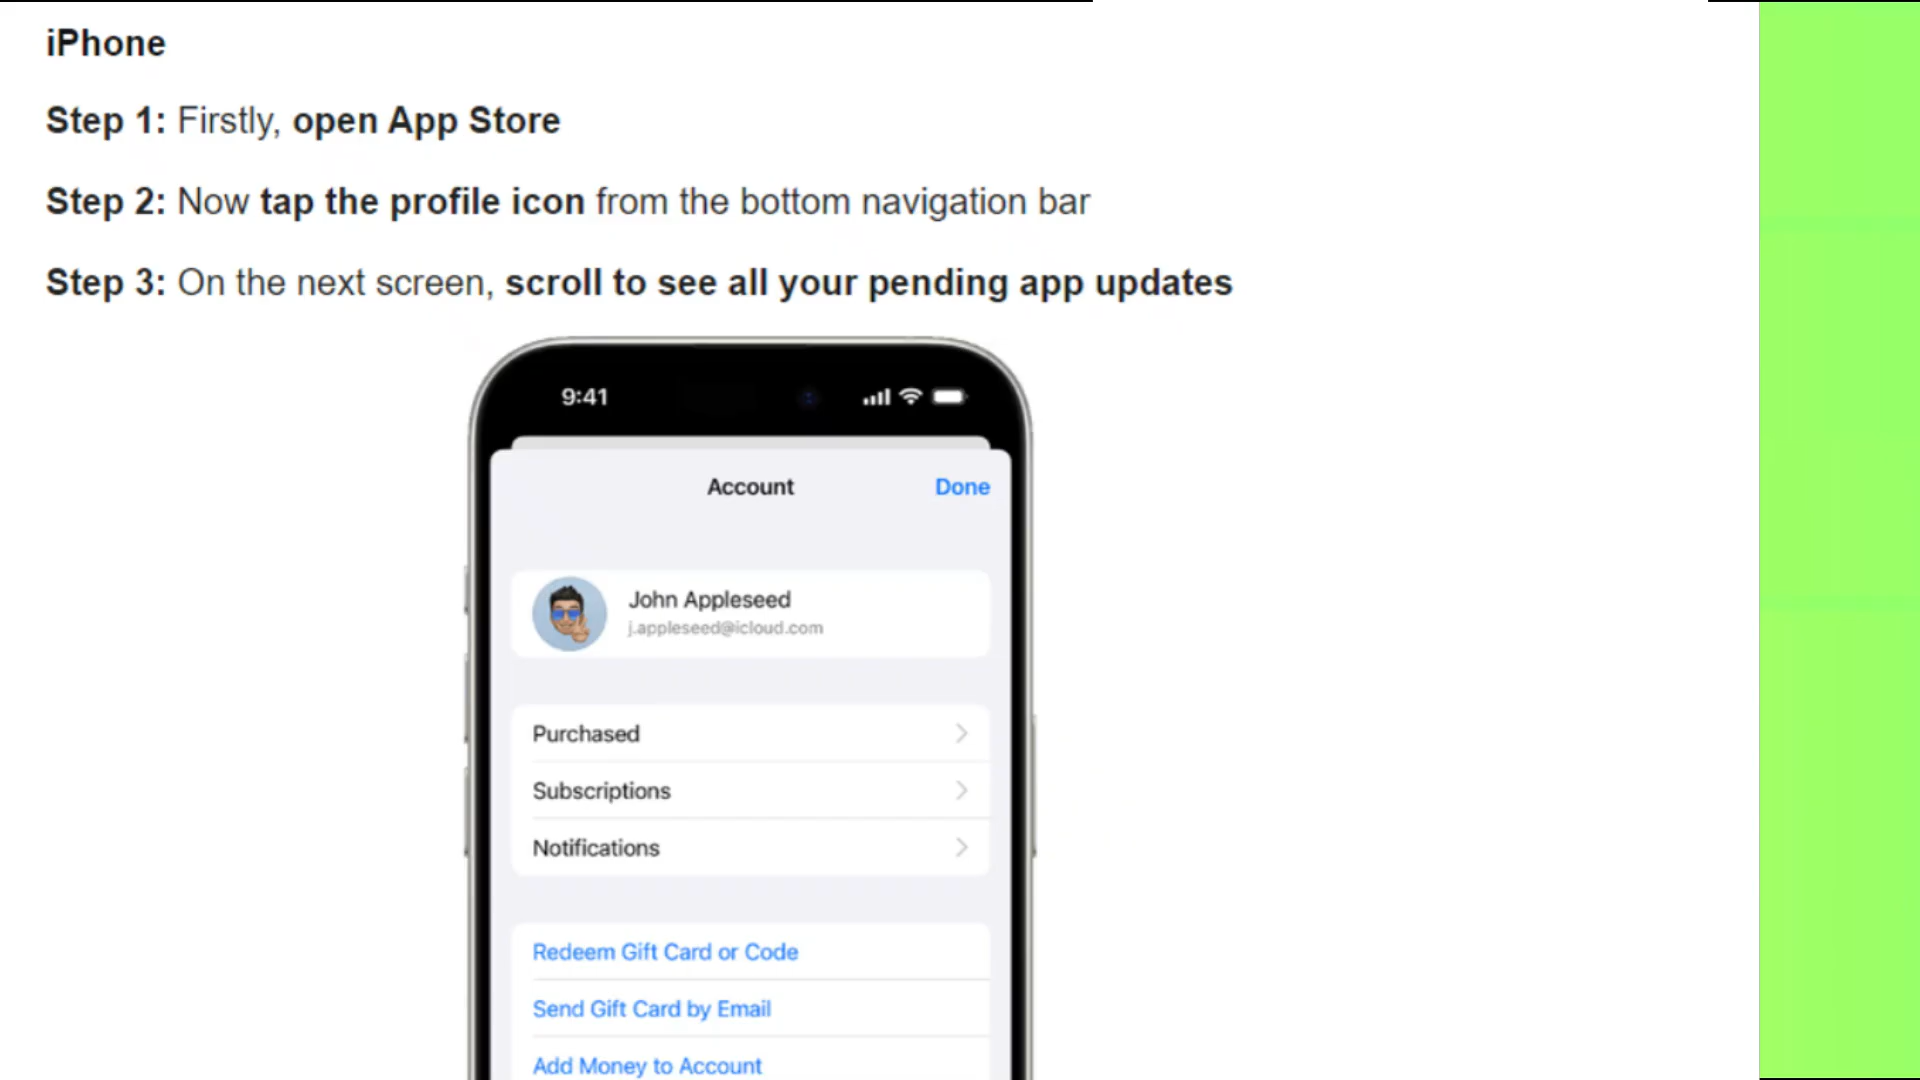 iPhone
Step 1: Firstly, open App Store
Step 2: Now tap the profile icon from the bottom navigation bar
Step 3: On the next screen, scroll to see all your pending app updates
9:41
Account
Done
John Appleseed
j.appleseed@icloud.com
Purchased
Subscriptions
Notifications
Redeem Gift Card or Code
Send Gift Card by Email
Add Money to Account